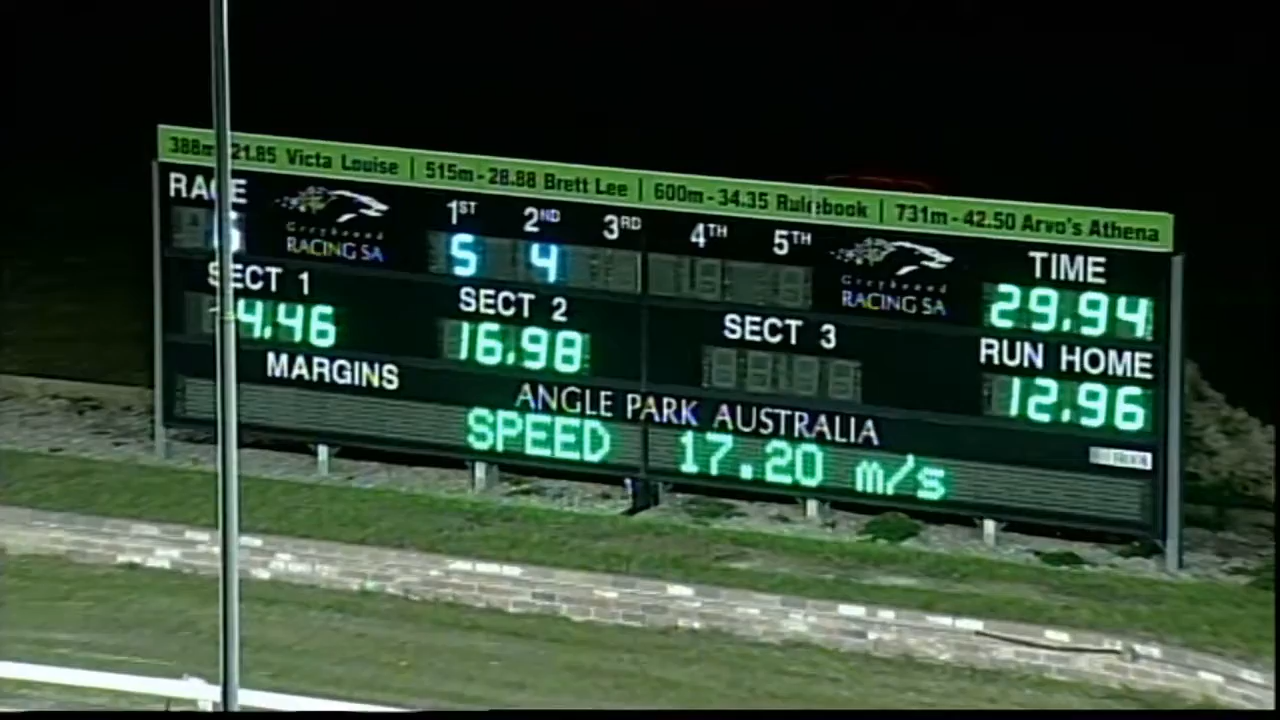 388m - 21.85 Victa Louise | 515m - 28.88 Brett Lee | 600m - 34.35 Rulebook | 731m - 42.50 Arvo's Athena
RACE
Greyhound
RACING SA
1ST 2ND 3RD 4TH 5TH
5 4
Greyhound
RACING SA
TIME
29.94
SECT 1
4.46
SECT 2
16.98
SECT 3
RUN HOME
12.96
MARGINS
ANGLE PARK AUSTRALIA
SPEED 17.20 m/s